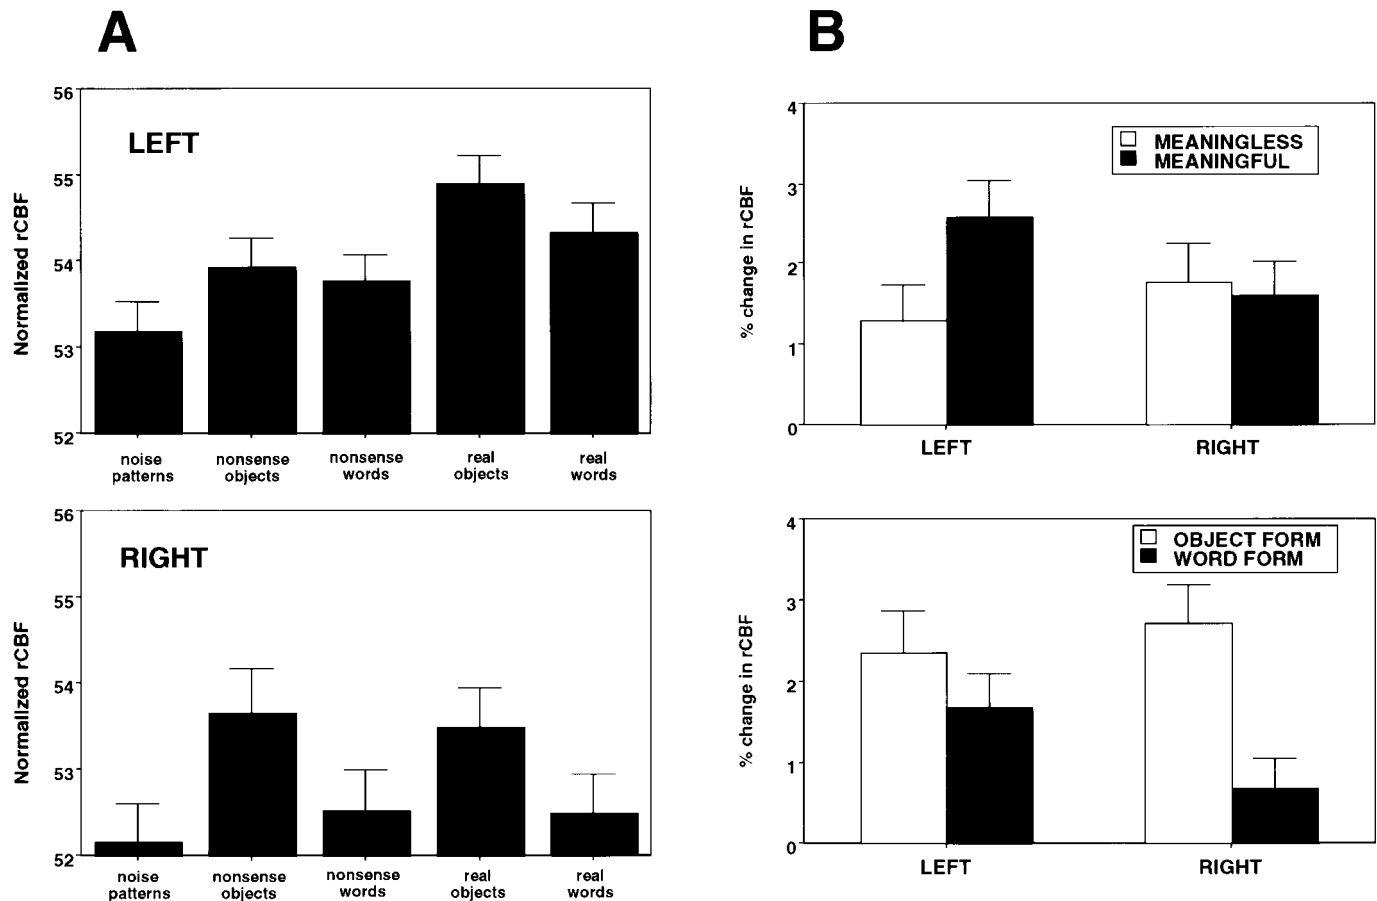 A
56
55
54
53
52
Normalized rCBF
LEFT
noise
patterns
nonsense
objects
nonsense
words
real
objects
real
words
56
55
54
53
52
Normalized rCBF
RIGHT
noise
patterns
nonsense
objects
nonsense
words
real
objects
real
words
B
4
3
2
1
0
% change in rCBF
MEANINGLESS
MEANINGFUL
LEFT
RIGHT
4
3
2
1
0
% change in rCBF
OBJECT FORM
WORD FORM
LEFT
RIGHT